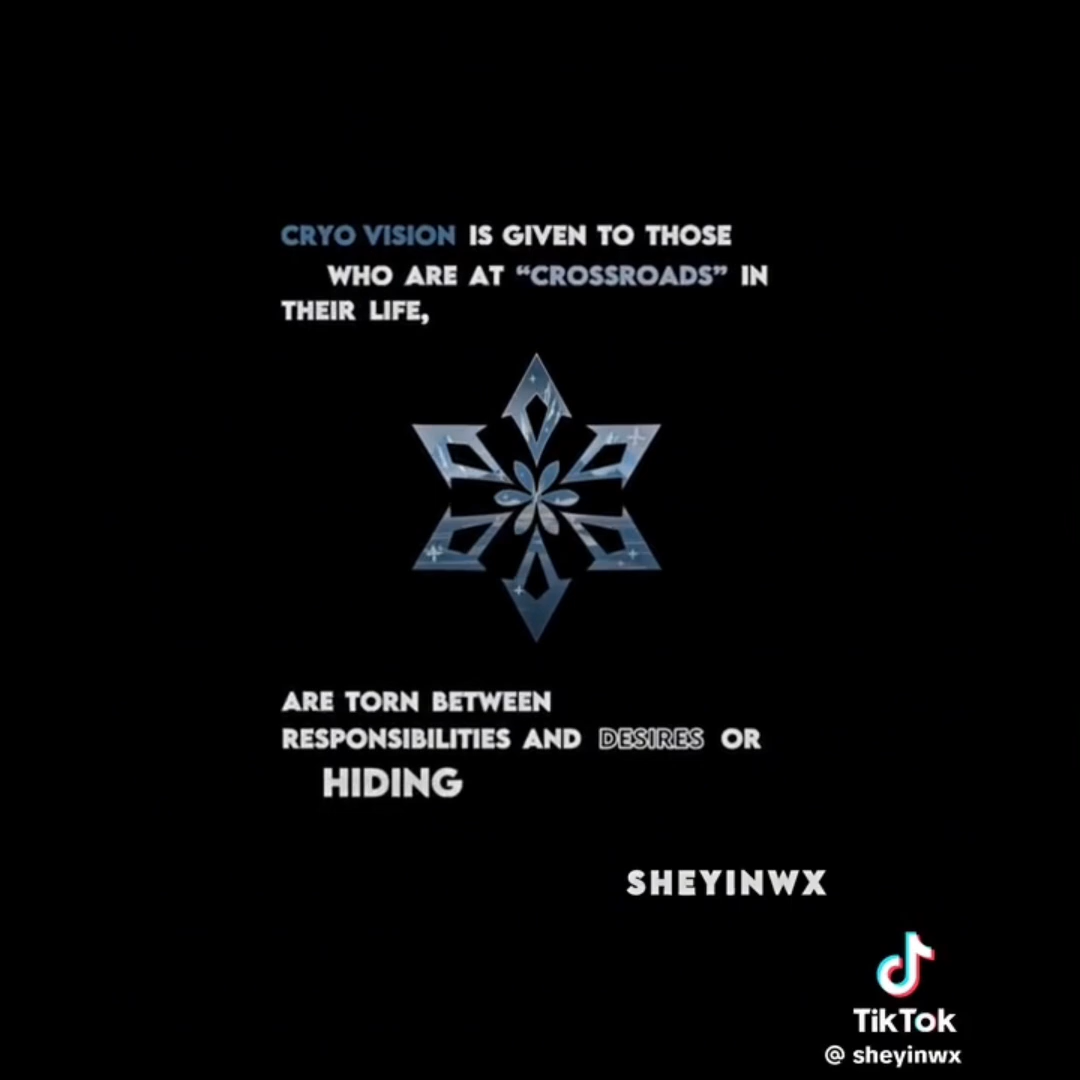 CRYO VISION IS GIVEN TO THOSE
WHO ARE AT “CROSSROADS” IN
THEIR LIFE,
ARE TORN BETWEEN
RESPONSIBILITIES AND DESIRES OR
HIDING
SHEYINWX
TikTok
@ sheyinwx